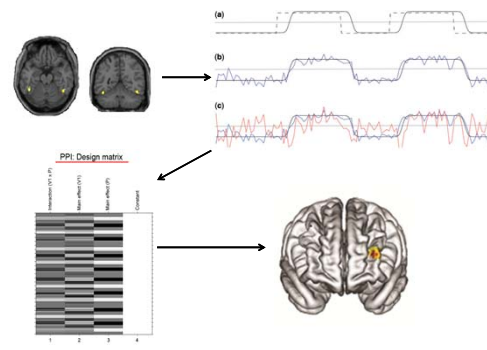 (a)
(b)
(c)
PPI: Design matrix
Interaction (V1 x P)
Main effect (V1)
Main effect (P)
Constant
1 2 3 4